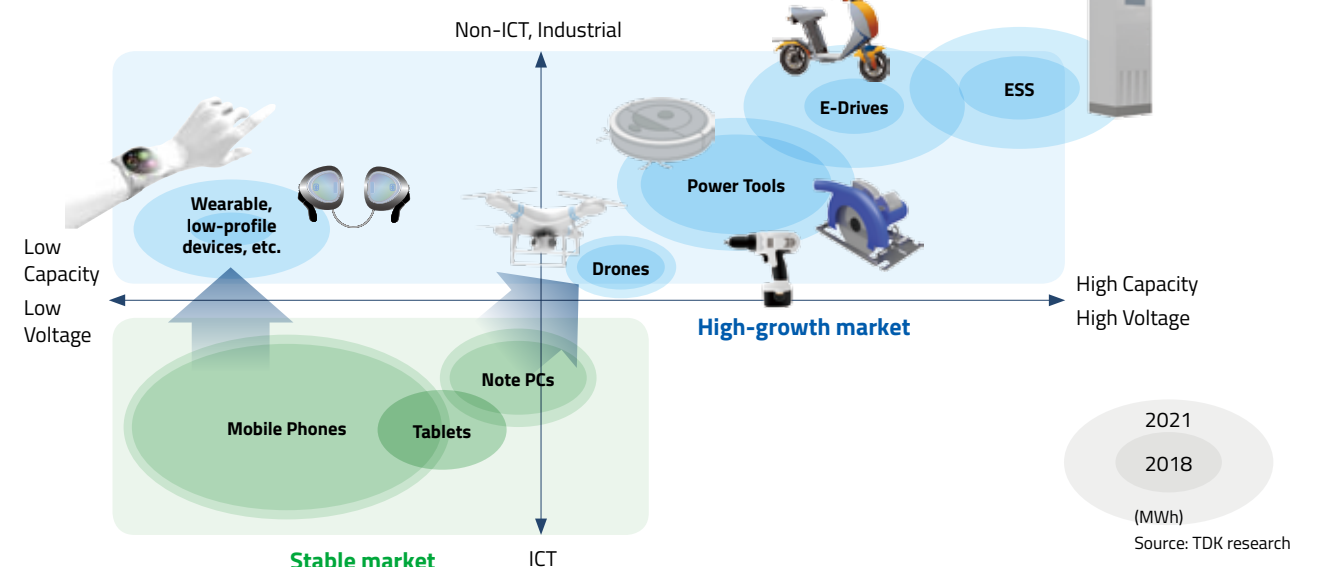 Non-ICT, Industrial
ESS
E-Drives
Power Tools
Wearable,
low-profile
devices, etc.
Low
Capacity
Drones
High Capacity
Low
Voltage
High Voltage
High-growth market
Note PCs
Mobile Phones
Tablets
2021
2018
(MWh)
Source: TDK research
Stable market
ICT